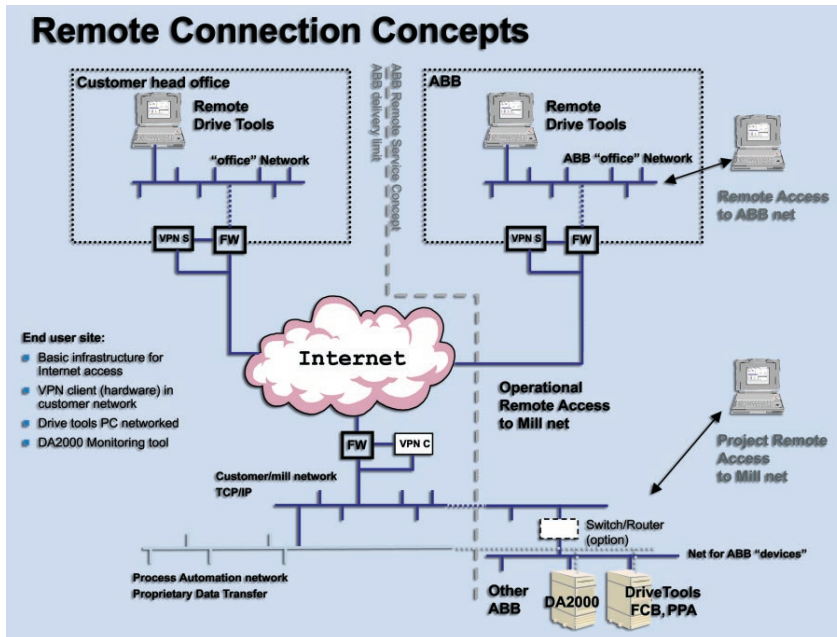 Remote Connection Concepts
Customer head office
Remote
Drive Tools
"office" Network
VPN S
FW
ABB Remote Service Concept
ABB delivery limit
ABB
Remote
Drive Tools
ABB "office" Network
VPN S
FW
Remote Access
to ABB net
End user site:
Basic infrastructure for
Internet access
VPN client (hardware) in
customer network
Drive tools PC networked
DA2000 Monitoring tool
Internet
Operational
Remote Access
to Mill net
FW
VPN C
Project Remote
Access
to Mill net
Customer/mill network
TCP/IP
Switch/Router
(option)
Net for ABB "devices"
Process Automation network
Proprietary Data Transfer
Other
ABB
DA2000
DriveTools
FCB, PPA